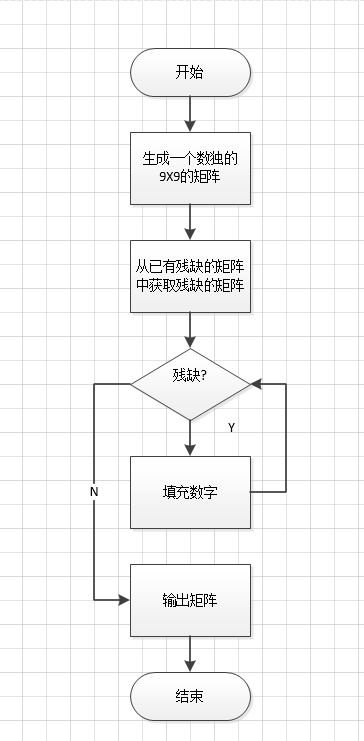 开始
生成一个数独的
9X9的矩阵
从已有残缺的矩阵
中获取残缺的矩阵
残缺?
Y
N
填充数字
输出矩阵
结束